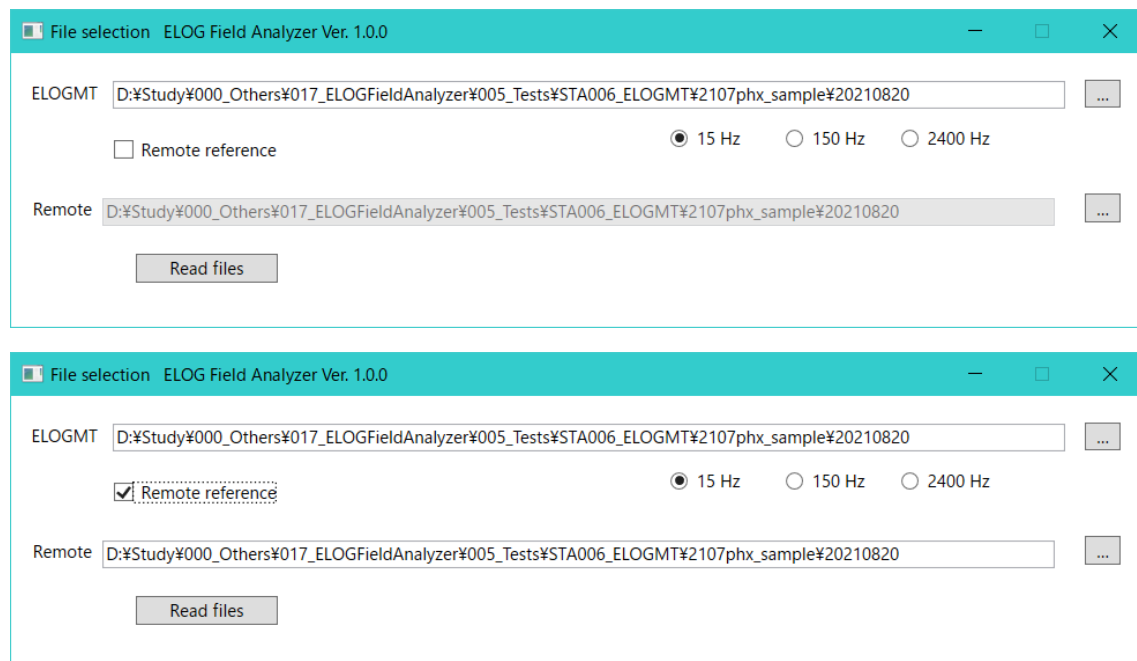 File selection ELOG Field Analyzer Ver. 1.0.0
ELOGMT D:¥Study¥000_Others¥017_ELOGFieldAnalyzer¥005_Tests¥STA006_ELOGMT¥2107phx_sample¥20210820 ...
Remote reference 15 Hz 150 Hz 2400 Hz
Remote D:¥Study¥000_Others¥017_ELOGFieldAnalyzer¥005_Tests¥STA006_ELOGMT¥2107phx_sample¥20210820 ...
Read files
File selection ELOG Field Analyzer Ver. 1.0.0
ELOGMT D:¥Study¥000_Others¥017_ELOGFieldAnalyzer¥005_Tests¥STA006_ELOGMT¥2107phx_sample¥20210820 ...
Remote reference 15 Hz 150 Hz 2400 Hz
Remote D:¥Study¥000_Others¥017_ELOGFieldAnalyzer¥005_Tests¥STA006_ELOGMT¥2107phx_sample¥20210820 ...
Read files